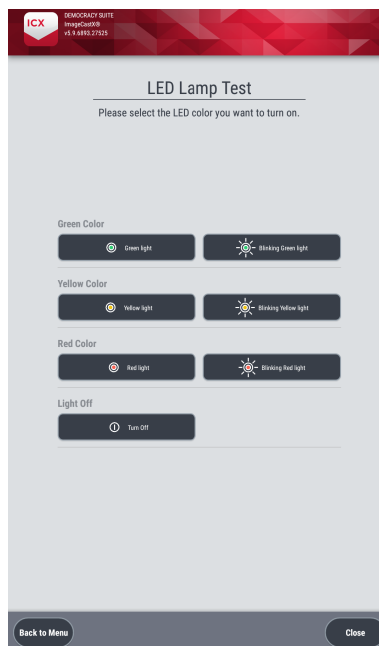 ICX
DEMOCRACY SUITE
ImageCastX®
v5.9.6893.27525
LED Lamp Test
Please select the LED color you want to turn on.
Green Color
Green light
Blinking Green light
Yellow Color
Yellow light
Blinking Yellow light
Red Color
Red light
Blinking Red light
Light Off
Turn Off
Back to Menu
Close